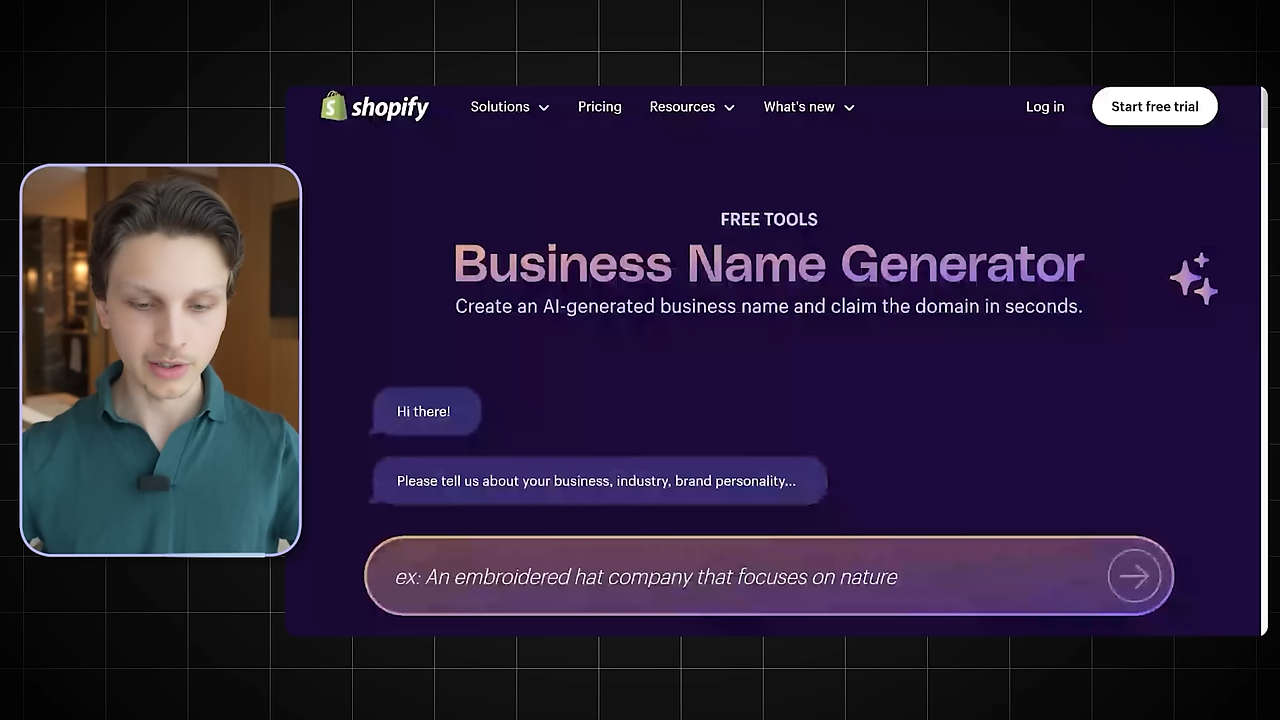 shopify
Solutions
Pricing
Resources
What's new
Log in
Start free trial
FREE TOOLS
Business Name Generator
Create an AI-generated business name and claim the domain in seconds.
Hi there!
Please tell us about your business, industry, brand personality...
ex: An embroidered hat company that focuses on nature